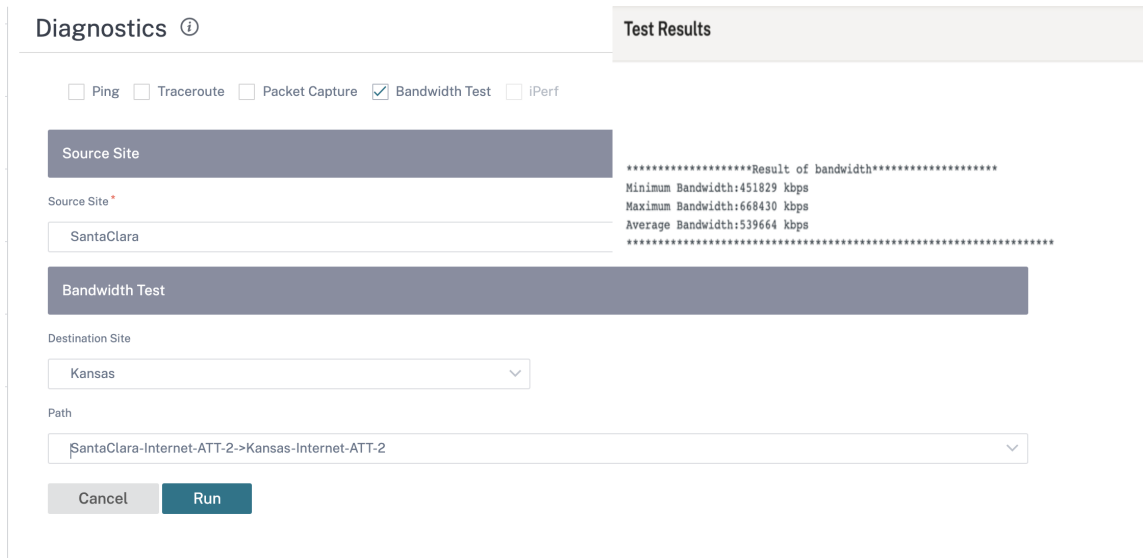 Diagnostics
Ping Traceroute Packet Capture Bandwidth Test iPerf
Source Site
Source Site*
SantaClara
Bandwidth Test
Destination Site
Kansas
Path
SantaClara-Internet-ATT-2->Kansas-Internet-ATT-2
Cancel Run
Test Results
********************Result of bandwidth********************
Minimum Bandwidth:451829 kbps
Maximum Bandwidth:668430 kbps
Average Bandwidth:539664 kbps
********************************************************************